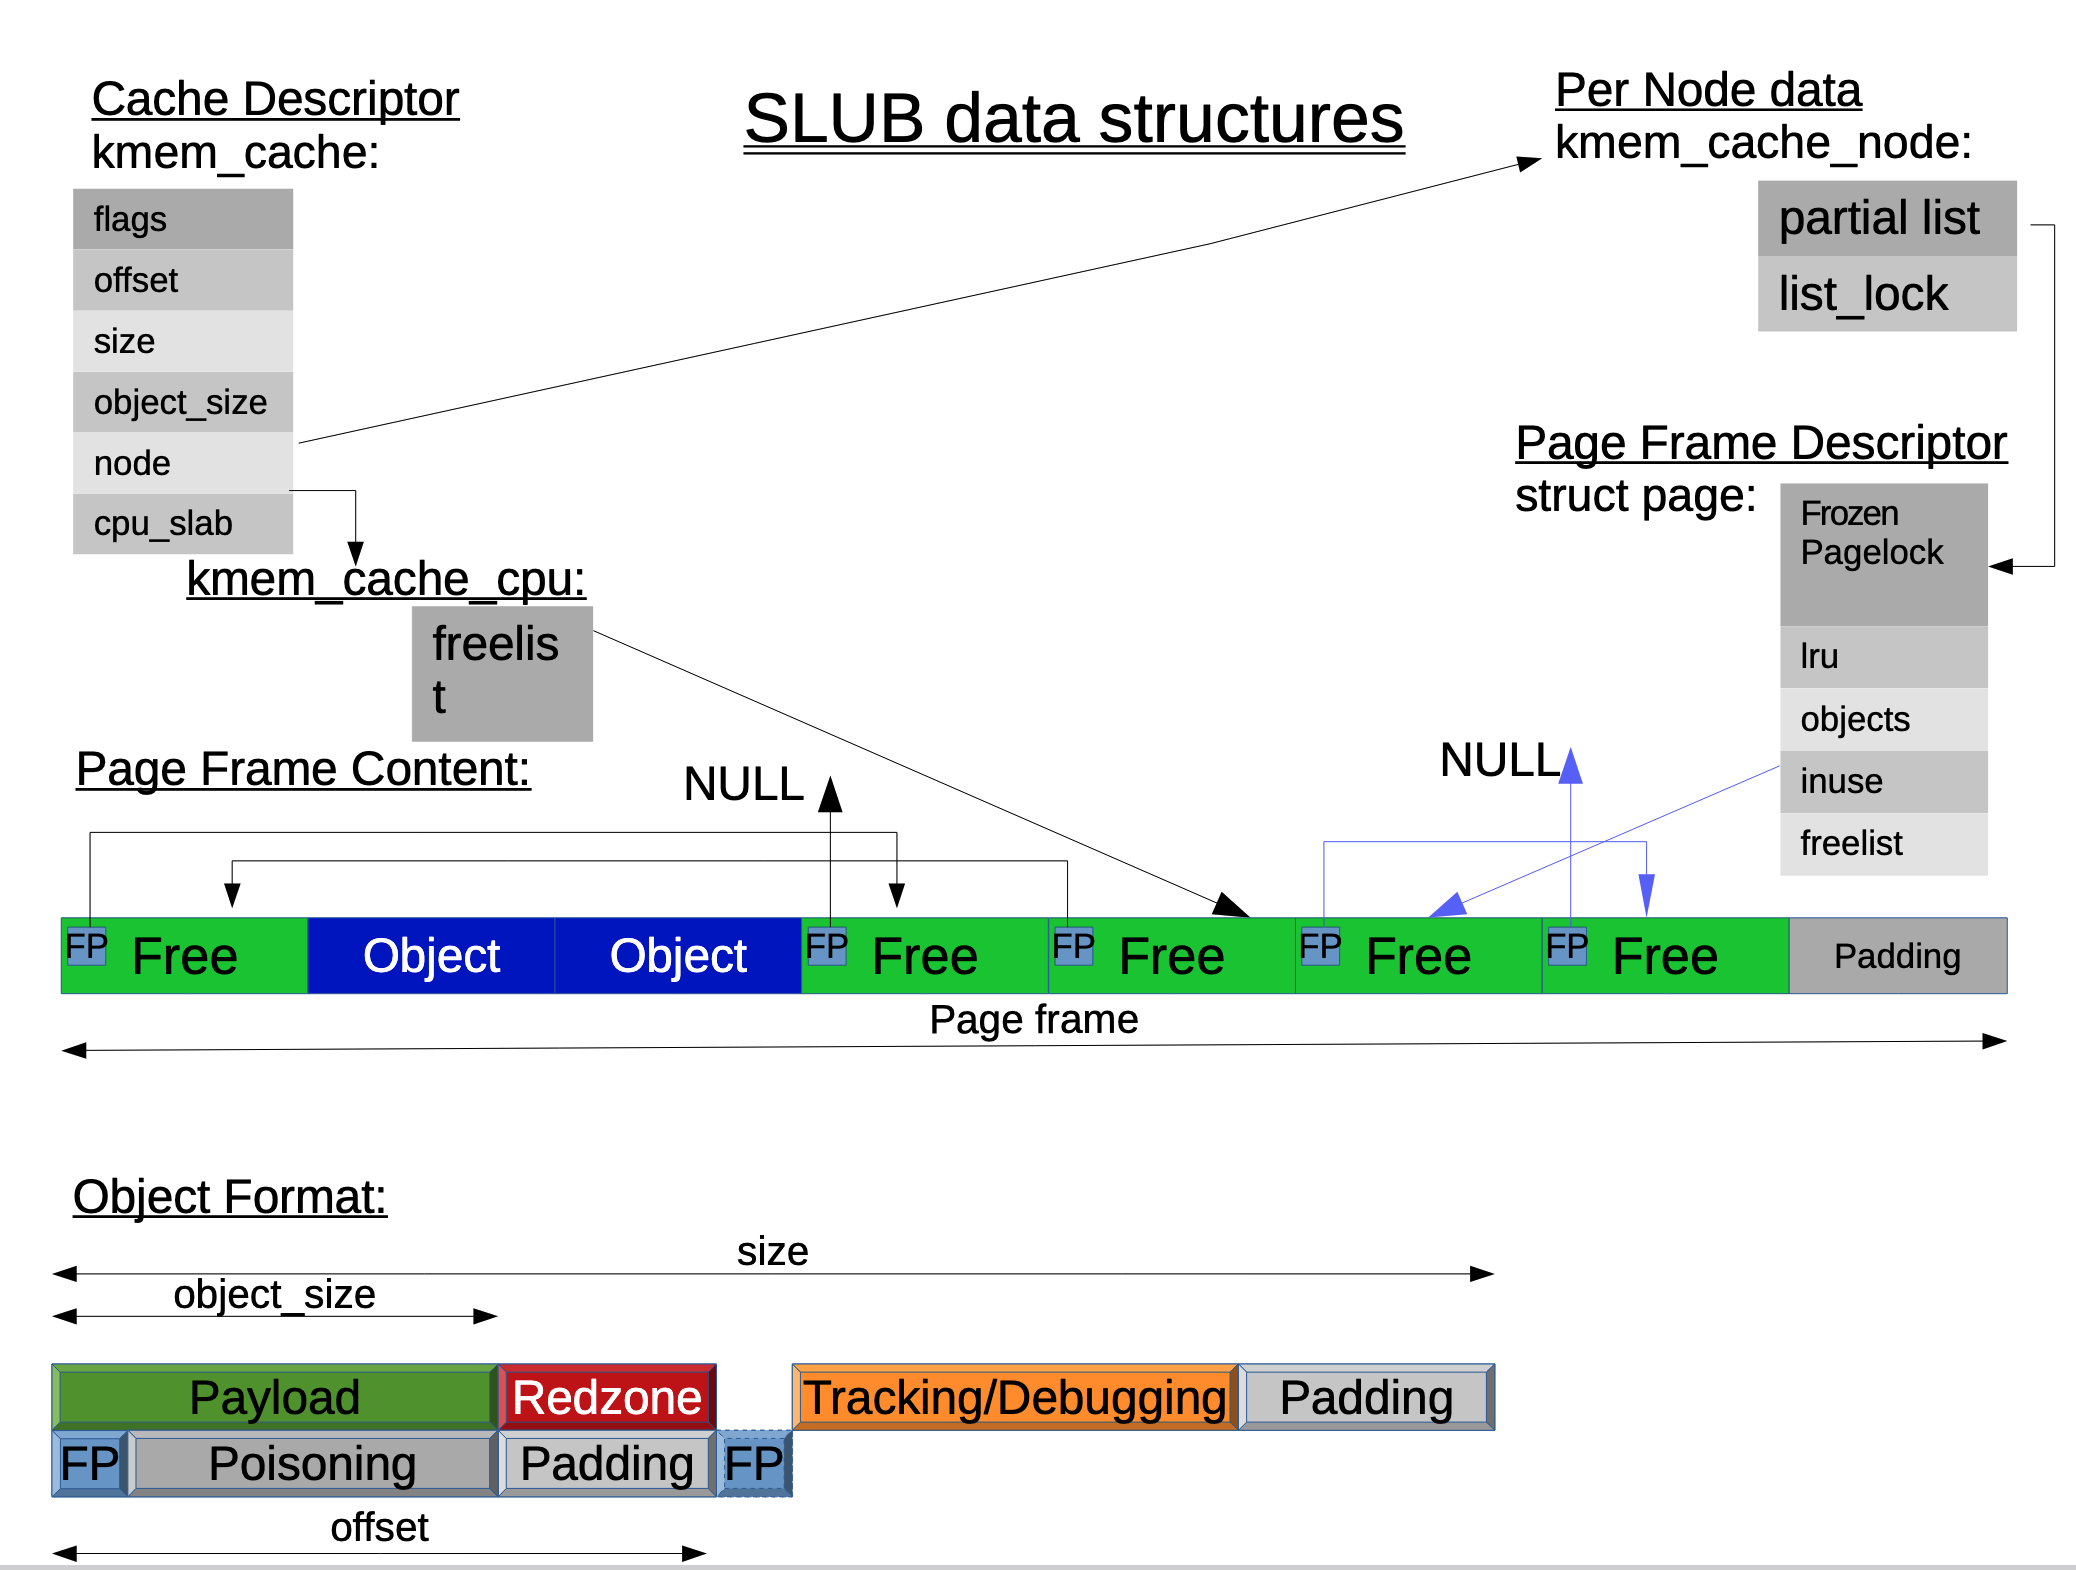 SLUB data structures
Cache Descriptor
kmem_cache:
flags
offset
size
object_size
node
cpu_slab
Per Node data
kmem_cache_node:
partial list
list_lock
kmem_cache_cpu:
freelis
t
Page Frame Descriptor
struct page:
Frozen
Pagelock
lru
objects
inuse
freelist
Page Frame Content:
NULL
NULL
FP Free Object Object FP Free FP Free FP Free FP Free Padding
Page frame
Object Format:
size
object_size
Payload Redzone Tracking/Debugging Padding
FP Poisoning Padding FP
offset